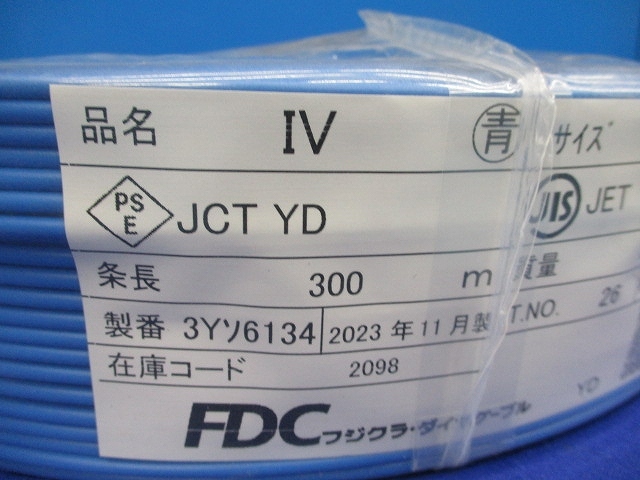 品名 IV 青 サイズ
PS E JCT YD JIS JET
条長 300 m 質量
製番 3Yソ6134 2023 年 11 月 製 T.NO. 26
在庫コード 2098
YD
FDC フジクラ・ダイヤケーブル